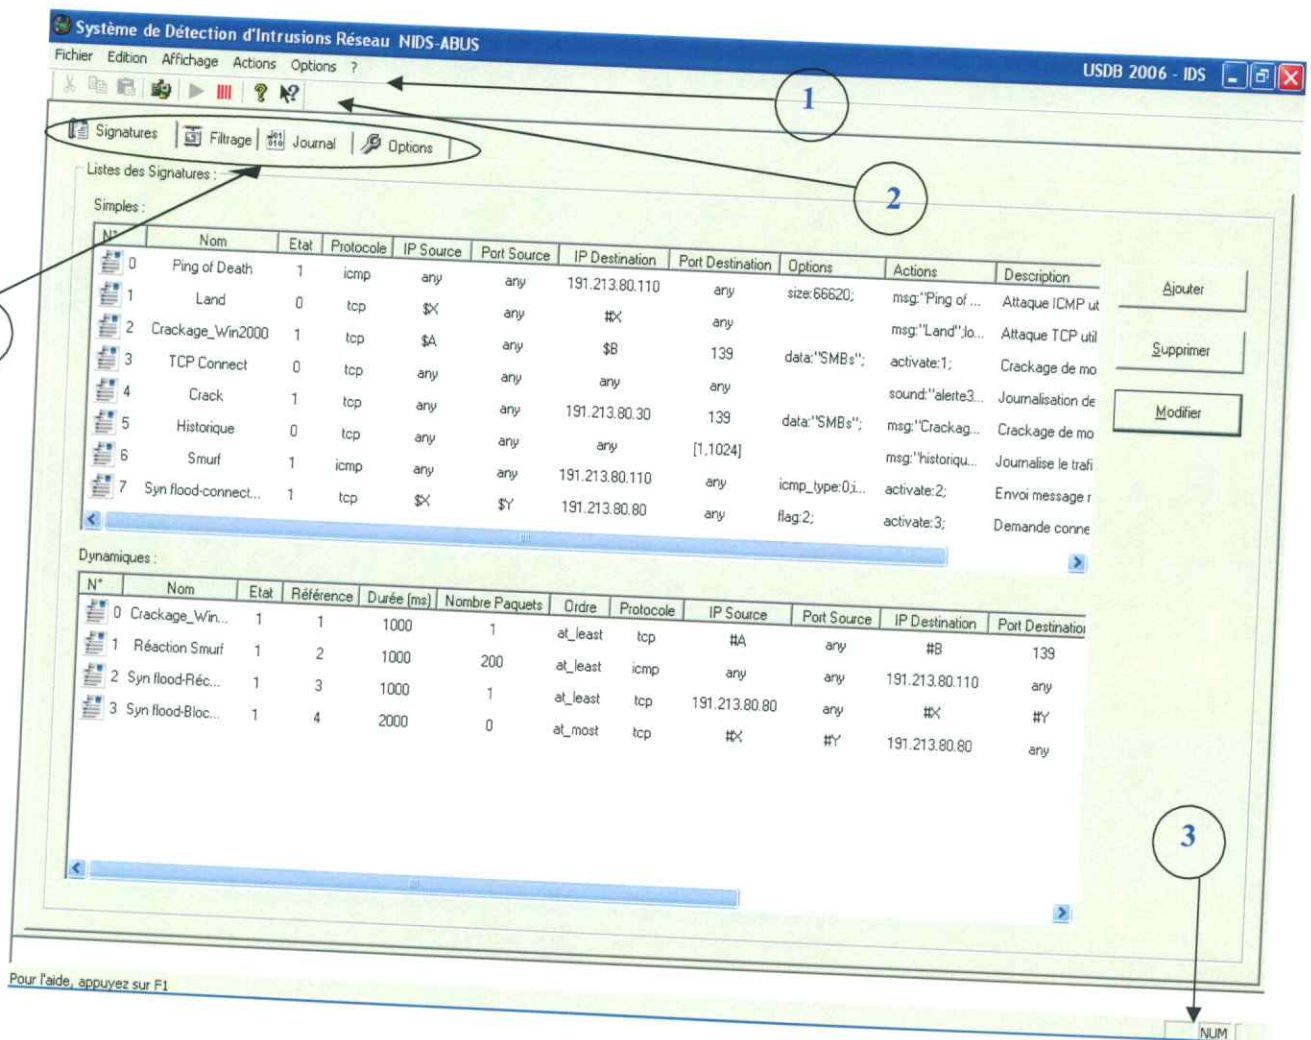 Système de Détection d'Intrusions Réseau NIDS-ABUS
USDB 2006 - IDS
Fichier Edition Affichage Actions Options ?
1
2
Signatures Filtrage Journal Options
Listes des Signatures :
Simples :
N° Nom Etat Protocole IP Source Port Source IP Destination Port Destination Options Actions Description
0 Ping of Death 1 icmp any any 191.213.80.110 any size:66620; msg:"Ping of ... Attaque ICMP ut
1 Land 0 tcp $X any #X any msg:"Land";lo... Attaque TCP util
2 Crackage_Win2000 1 tcp $A any $B 139 data:"SMBs"; activate:1; Crackage de mo
3 TCP Connect 0 tcp any any any any sound:"alerte3... Journalisation de
4 Crack 1 tcp any any 191.213.80.30 139 data:"SMBs"; msg:"Crackag... Crackage de mo
5 Historique 0 tcp any any any [1,1024] msg:"historiqu... Journalise le trafi
6 Smurf 1 icmp any any 191.213.80.110 any icmp_type:0;i... activate:2; Envoi message r
7 Syn flood-connect... 1 tcp $X $Y 191.213.80.80 any flag:2; activate:3; Demande conne
Ajouter
Supprimer
Modifier
Dynamiques :
N° Nom Etat Référence Durée (ms) Nombre Paquets Ordre Protocole IP Source Port Source IP Destination Port Destination
0 Crackage_Win... 1 1 1000 1 at_least tcp #A any #B 139
1 Réaction Smurf 1 2 1000 200 at_least icmp any any 191.213.80.110 any
2 Syn flood-Réc... 1 3 1000 1 at_least tcp 191.213.80.80 any #X #Y
3 Syn flood-Bloc... 1 4 2000 0 at_most tcp #X #Y 191.213.80.80 any
3
Pour l'aide, appuyez sur F1
NUM